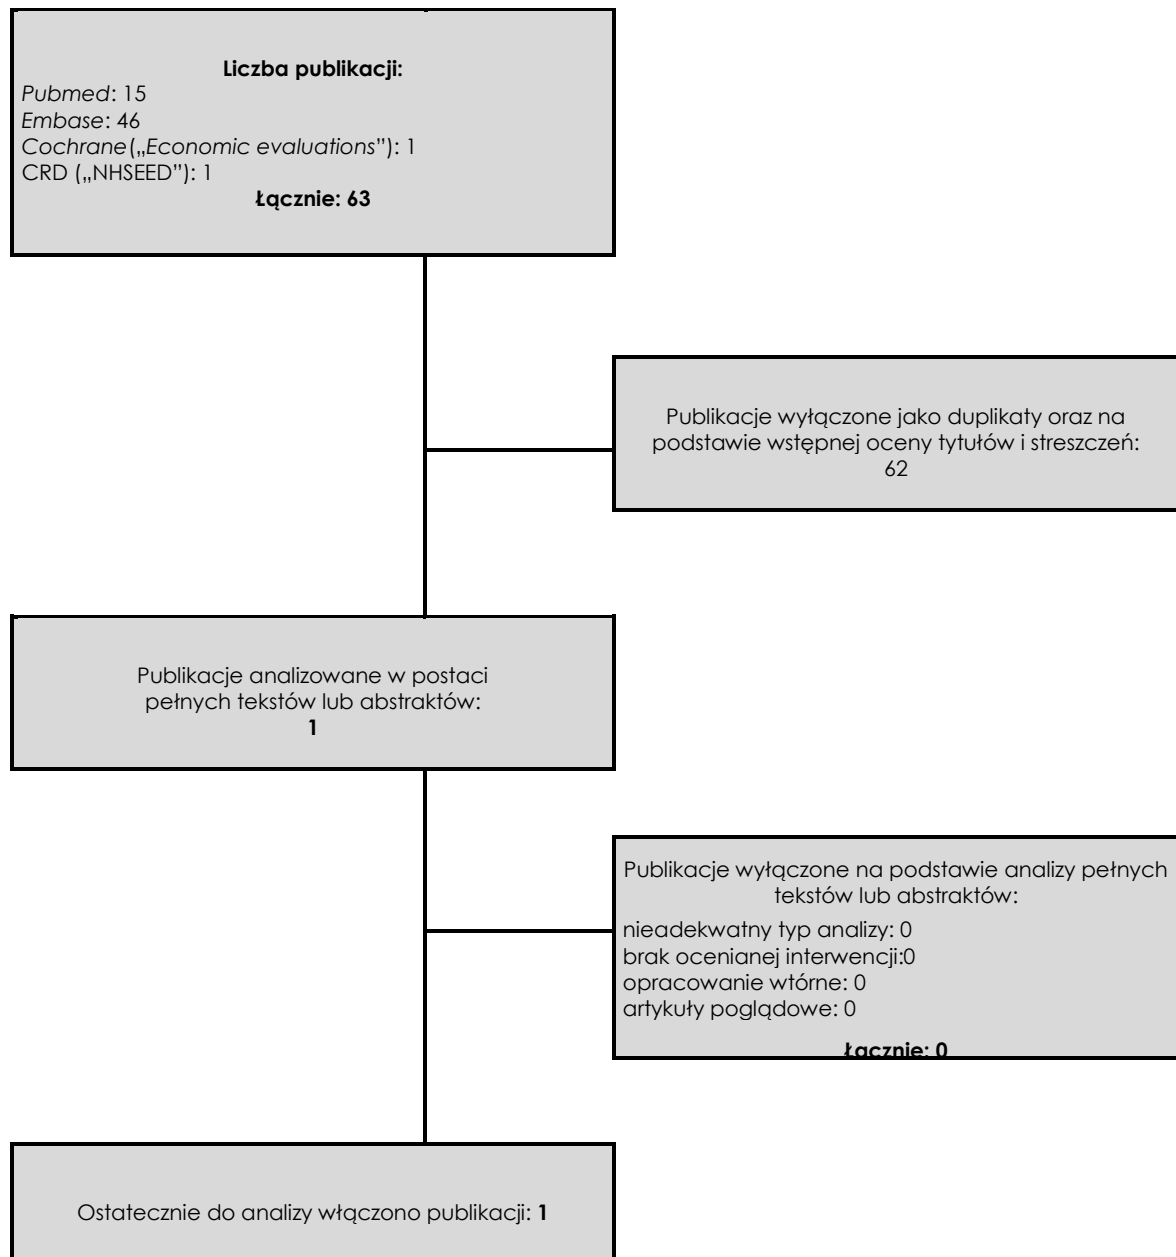 Liczba publikacji:
Pubmed: 15
Embase: 46
Cochrane(„Economic evaluations”): 1
CRD („NHSEED”): 1
Łącznie: 63
Publikacje wyłączone jako duplikaty oraz na
podstawie wstępnej oceny tytułów i streszczeń:
62
Publikacje analizowane w postaci
pełnych tekstów lub abstraktów:
1
Publikacje wyłączone na podstawie analizy pełnych
tekstów lub abstraktów:
nieadekwatny typ analizy: 0
brak ocenianej interwencji:0
opracowanie wtórne: 0
artykuły poglądowe: 0
Łącznie: 0
Ostatecznie do analizy włączono publikacji: 1